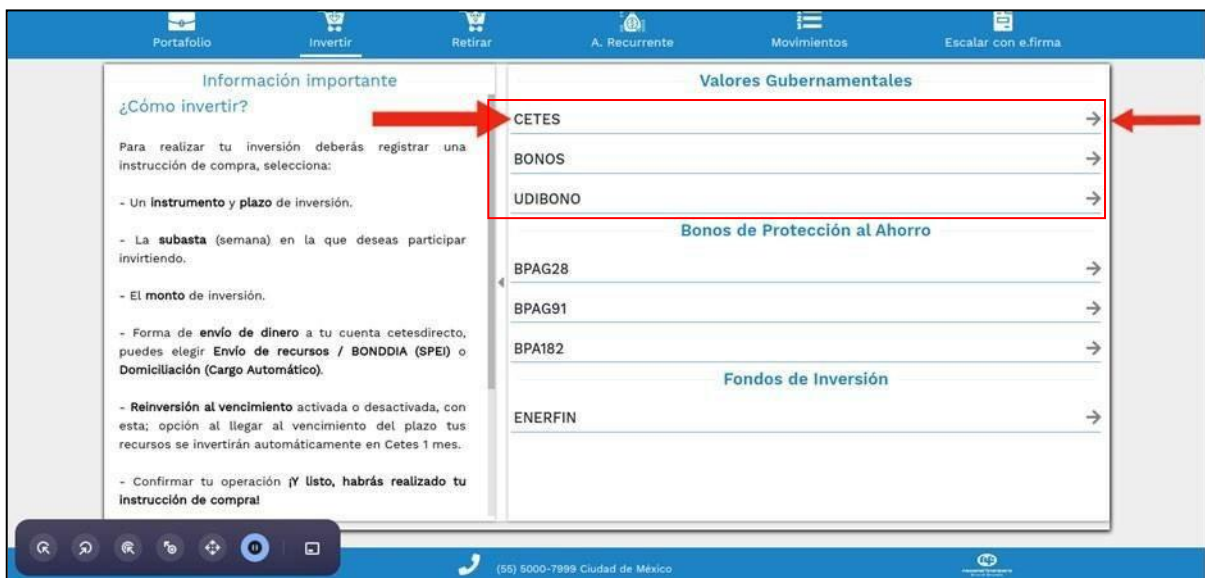 Portafolio
Invertir
Retirar
A. Recurrente
Movimientos
Escalar con e.firma
Información importante
¿Cómo invertir?
Para realizar tu inversión deberás registrar una
instrucción de compra, selecciona:
- Un instrumento y plazo de inversión.
- La subasta (semana) en la que deseas participar
invirtiendo.
- El monto de inversión.
- Forma de envío de dinero a tu cuenta cetesdirecto,
puedes elegir Envío de recursos / BONDDIA (SPEI) o
Domiciliación (Cargo Automático).
- Reinversión al vencimiento activada o desactivada, con
esta; opción al llegar al vencimiento del plazo tus
recursos se invertirán automáticamente en Cetes 1 mes.
- Confirmar tu operación ¡Y listo, habrás realizado tu
instrucción de compra!
Valores Gubernamentales
CETES
BONOS
UDIBONO
Bonos de Protección al Ahorro
BPAG28
BPAG91
BPA182
Fondos de Inversión
ENERFIN
(55) 5000-7999 Ciudad de México